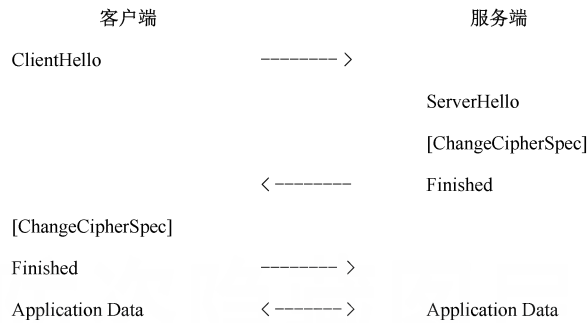 客户端 服务端
ClientHello -------->
ServerHello
[ChangeCipherSpec]
<-------- Finished
[ChangeCipherSpec]
Finished -------->
Application Data <--------> Application Data